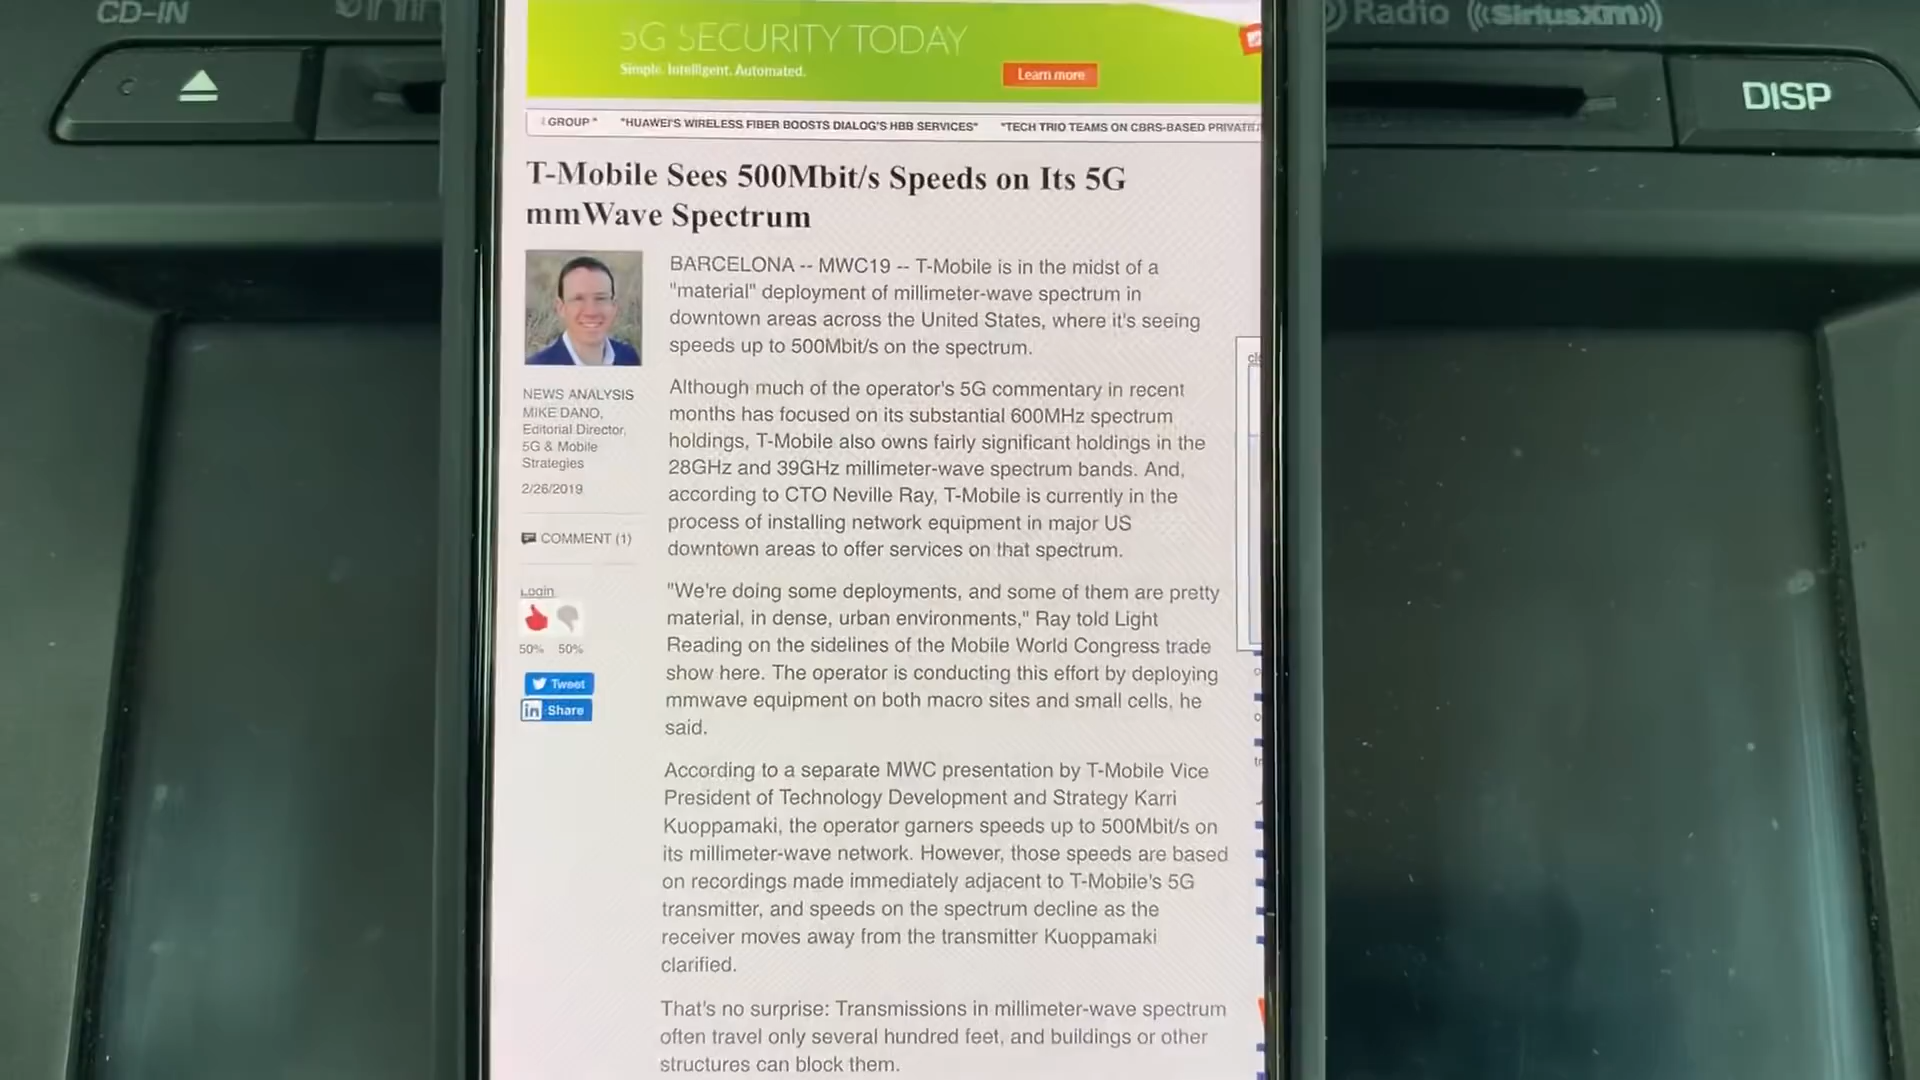 CD-IN
Radio ((SiriusXM))
DISP
5G SECURITY TODAY
Simple. Intelligent. Automated.
Learn more
GROUP" "HUAWEI'S WIRELESS FIBER BOOSTS DIALOG'S HBB SERVICES" "TECH TRIO TEAMS ON CBRS-BASED
T-Mobile Sees 500Mbit/s Speeds on Its 5G
mmWave Spectrum
NEWS ANALYSIS
MIKE DANO,
Editorial Director,
5G & Mobile
Strategies
2/26/2019
COMMENT (1)
Login
50% 50%
Tweet
in Share
BARCELONA -- MWC19 -- T-Mobile is in the midst of a
"material" deployment of millimeter-wave spectrum in
downtown areas across the United States, where it's seeing
speeds up to 500Mbit/s on the spectrum.
Although much of the operator's 5G commentary in recent
months has focused on its substantial 600MHz spectrum
holdings, T-Mobile also owns fairly significant holdings in the
28GHz and 39GHz millimeter-wave spectrum bands. And,
according to CTO Neville Ray, T-Mobile is currently in the
process of installing network equipment in major US
downtown areas to offer services on that spectrum.
"We're doing some deployments, and some of them are pretty
material, in dense, urban environments," Ray told Light
Reading on the sidelines of the Mobile World Congress trade
show here. The operator is conducting this effort by deploying
mmwave equipment on both macro sites and small cells, he
said.
According to a separate MWC presentation by T-Mobile Vice
President of Technology Development and Strategy Karri
Kuoppamaki, the operator garners speeds up to 500Mbit/s on
its millimeter-wave network. However, those speeds are based
on recordings made immediately adjacent to T-Mobile's 5G
transmitter, and speeds on the spectrum decline as the
receiver moves away from the transmitter Kuoppamaki
clarified.
That's no surprise: Transmissions in millimeter-wave spectrum
often travel only several hundred feet, and buildings or other
structures can block them.